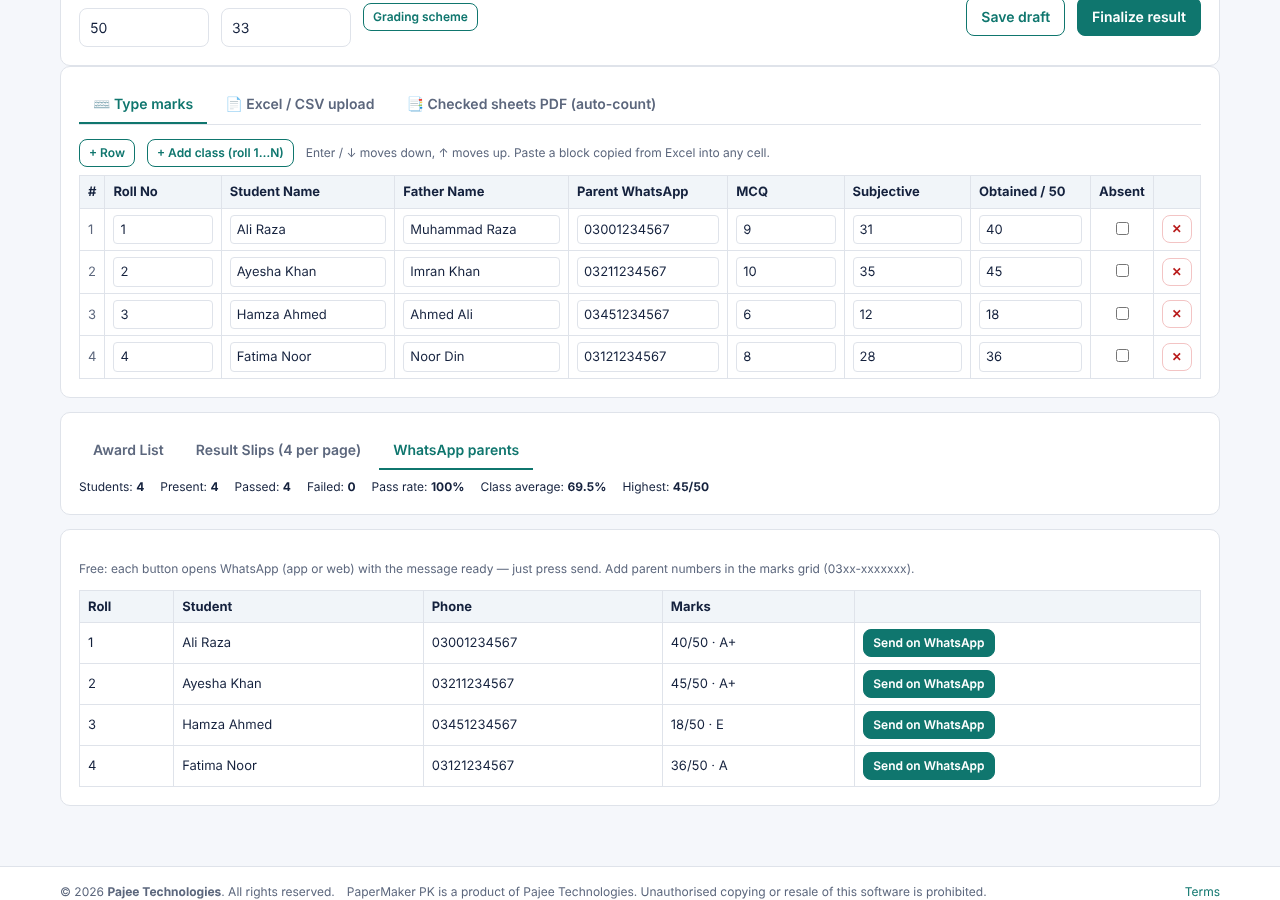 50 33 Grading scheme Save draft Finalize result
Type marks Excel / CSV upload Checked sheets PDF (auto-count)
+ Row + Add class (roll 1…N) Enter / ↓ moves down, ↑ moves up. Paste a block copied from Excel into any cell.
# Roll No Student Name Father Name Parent WhatsApp MCQ Subjective Obtained / 50 Absent
1 1 Ali Raza Muhammad Raza 03001234567 9 31 40 ×
2 2 Ayesha Khan Imran Khan 03211234567 10 35 45 ×
3 3 Hamza Ahmed Ahmed Ali 03451234567 6 12 18 ×
4 4 Fatima Noor Noor Din 03121234567 8 28 36 ×
Award List Result Slips (4 per page) WhatsApp parents
Students: 4 Present: 4 Passed: 4 Failed: 0 Pass rate: 100% Class average: 69.5% Highest: 45/50
Free: each button opens WhatsApp (app or web) with the message ready — just press send. Add parent numbers in the marks grid (03xx-xxxxxxx).
Roll Student Phone Marks
1 Ali Raza 03001234567 40/50 · A+ Send on WhatsApp
2 Ayesha Khan 03211234567 45/50 · A+ Send on WhatsApp
3 Hamza Ahmed 03451234567 18/50 · E Send on WhatsApp
4 Fatima Noor 03121234567 36/50 · A Send on WhatsApp
© 2026 Pajee Technologies. All rights reserved. PaperMaker PK is a product of Pajee Technologies. Unauthorised copying or resale of this software is prohibited. Terms